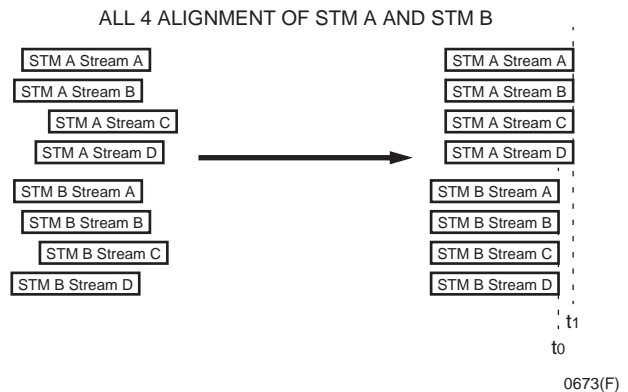 ALL 4 ALIGNMENT OF STM A AND STM B
STM A Stream A
STM A Stream B
STM A Stream C
STM A Stream D
STM B Stream A
STM B Stream B
STM B Stream C
STM B Stream D
STM A Stream A
STM A Stream B
STM A Stream C
STM A Stream D
STM B Stream A
STM B Stream B
STM B Stream C
STM B Stream D
t1
t0
0673(F)